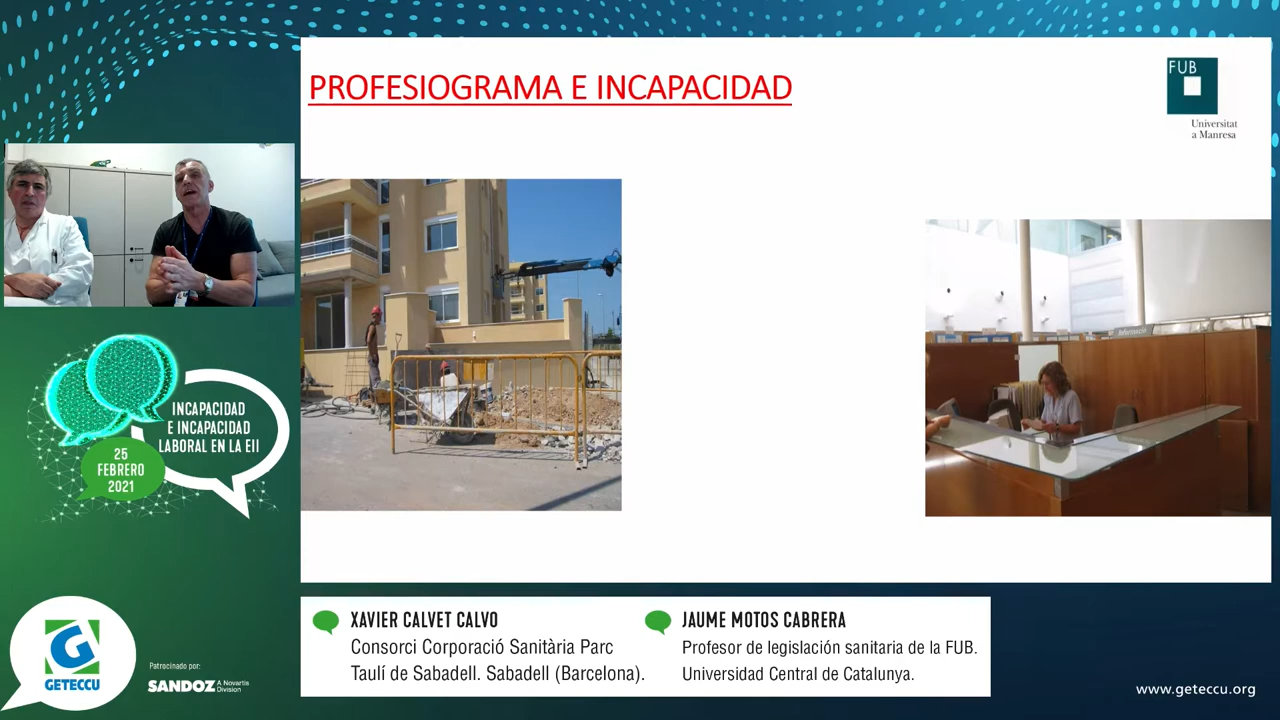 PROFESIOGRAMA E INCAPACIDAD
FUB
Universitat
a Manresa
Informació
INCAPACIDAD
E INCAPACIDAD
LABORAL EN LA EII
25
FEBRERO
2021
G
GETECCU
Patrocinado por:
SANDOZ A Novartis
Division
XAVIER CALVET CALVO
Consorci Corporació Sanitària Parc
Taulí de Sabadell. Sabadell (Barcelona).
JAUME MOTOS CABRERA
Profesor de legislación sanitaria de la FUB.
Universidad Central de Catalunya.
www.geteccu.org